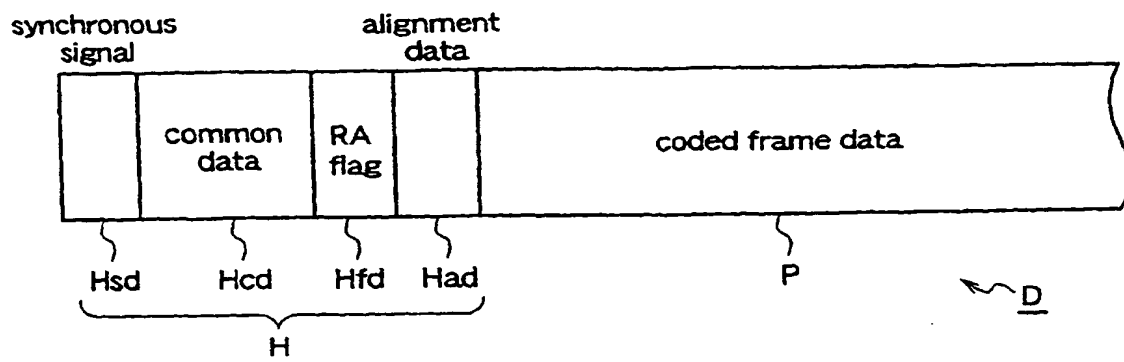 synchronous
signal
alignment
data
common
data
RA
flag
coded frame data
Hsd
Hcd
Hfd
Had
P
D
H